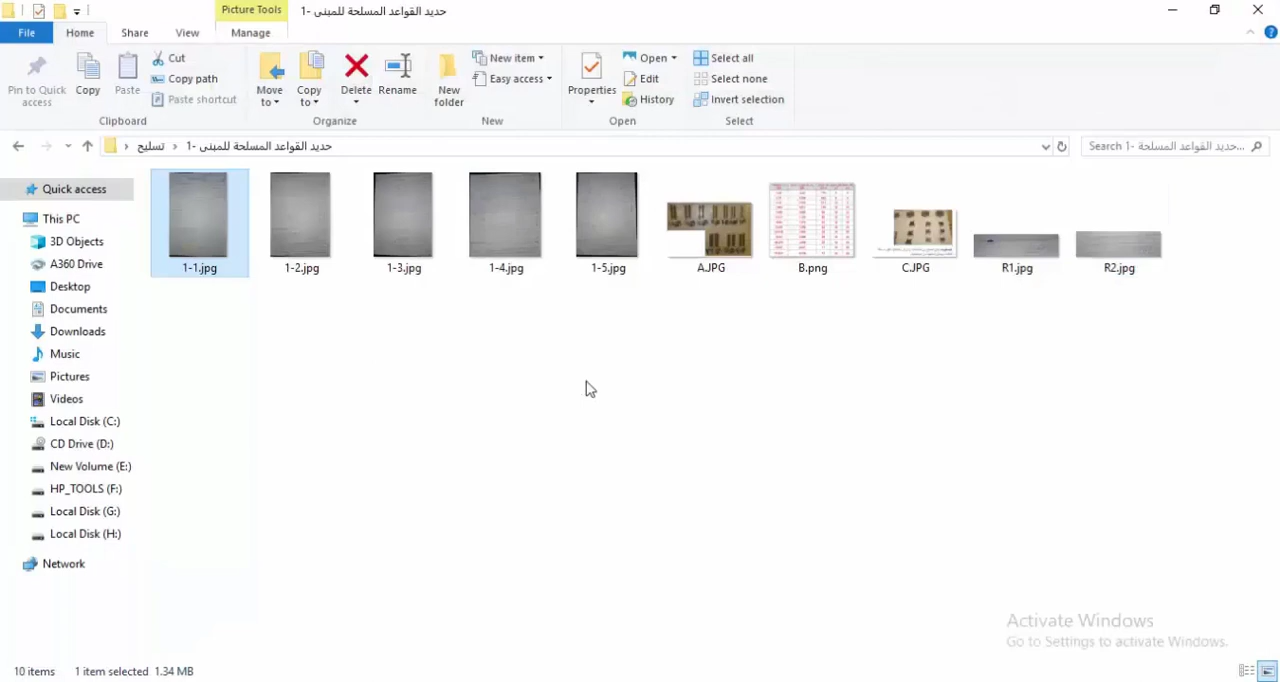 Picture Tools
1- حديد القواعد المسلحة للمبنى
File
Home
Share
View
Manage
Pin to Quick access
Copy
Paste
Cut
Copy path
Paste shortcut
Clipboard
Move to
Copy to
Delete
Rename
Organize
New folder
New item
Easy access
New
Properties
Open
Edit
History
Open
Select all
Select none
Invert selection
Select
تسليح
1- حديد القواعد المسلحة للمبنى
Search 1- حديد القواعد المسلحة...
Quick access
This PC
3D Objects
A360 Drive
Desktop
Documents
Downloads
Music
Pictures
Videos
Local Disk (C:)
CD Drive (D:)
New Volume (E:)
HP_TOOLS (F:)
Local Disk (G:)
Local Disk (H:)
Network
1-1.jpg
1-2.jpg
1-3.jpg
1-4.jpg
1-5.jpg
A.JPG
B.png
C.JPG
R1.jpg
R2.jpg
Activate Windows
Go to Settings to activate Windows.
10 items
1 item selected 1.34 MB